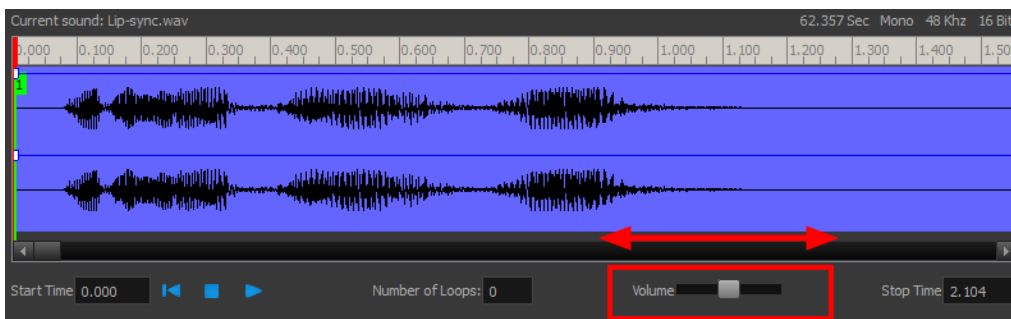 Current sound: Lip-sync.wav 62.357 Sec Mono 48 Khz 16 Bit
0.000 0.100 0.200 0.300 0.400 0.500 0.600 0.700 0.800 0.900 1.000 1.100 1.200 1.300 1.400 1.50
1
Start Time 0.000 Number of Loops: 0 Volume Stop Time 2.104